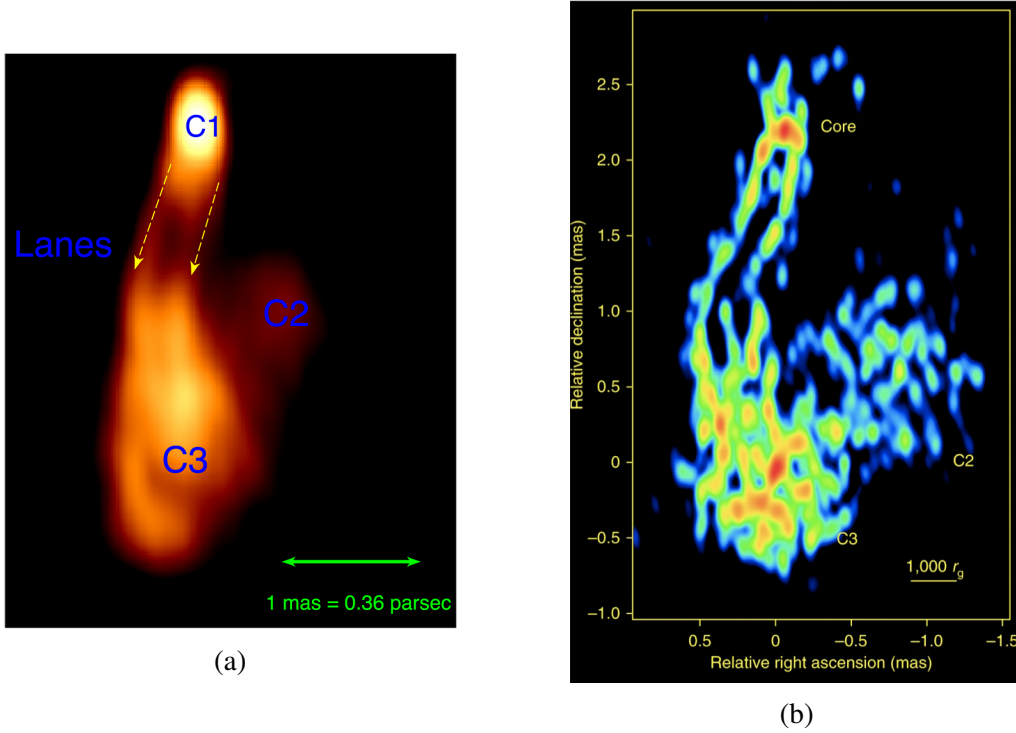 C1
Lanes
C2
C3
1 mas = 0.36 parsec
(a)
Relative declination (mas)
2.5
2.0
1.5
1.0
0.5
0
−0.5
−1.0
Core
C2
C3
1,000 rg
0.5
0
−0.5
−1.0
−1.5
Relative right ascension (mas)
(b)